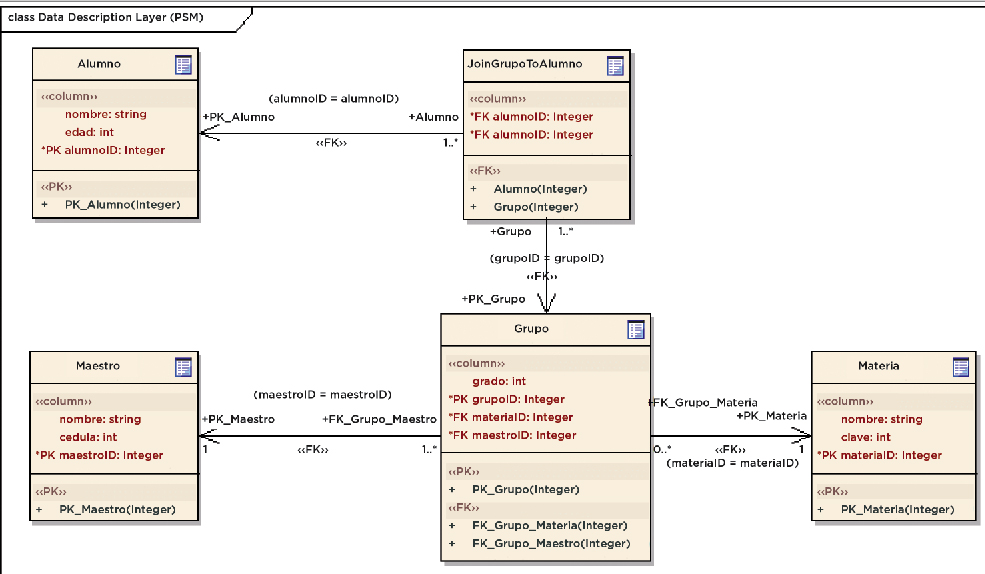 class Data Description Layer (PSM)
Alumno
«column»
nombre: string
edad: int
*PK alumnoID: Integer
«PK»
+ PK_Alumno(Integer)
(alumnoID = alumnoID)
+PK_Alumno
+Alumno
«FK»
1..*
JoinGrupoToAlumno
«column»
*FK alumnoID: Integer
*FK alumnoID: Integer
«FK»
+ Alumno(Integer)
+ Grupo(Integer)
+Grupo
1..*
(grupoID = grupoID)
«FK»
+PK_Grupo
Maestro
«column»
nombre: string
cedula: int
*PK maestroID: Integer
«PK»
+ PK_Maestro(Integer)
(maestroID = maestroID)
+PK_Maestro
+FK_Grupo_Maestro
1
«FK»
1..*
Grupo
«column»
grado: int
*PK grupoID: Integer
*FK materiaID: Integer
*FK maestroID: Integer
«PK»
+ PK_Grupo(Integer)
«FK»
+ FK_Grupo_Materia(Integer)
+ FK_Grupo_Maestro(Integer)
+FK_Grupo_Materia
+PK_Materia
0..*
«FK»
1
(materiaID = materiaID)
Materia
«column»
nombre: string
clave: int
*PK materiaID: Integer
«PK»
+ PK_Materia(Integer)